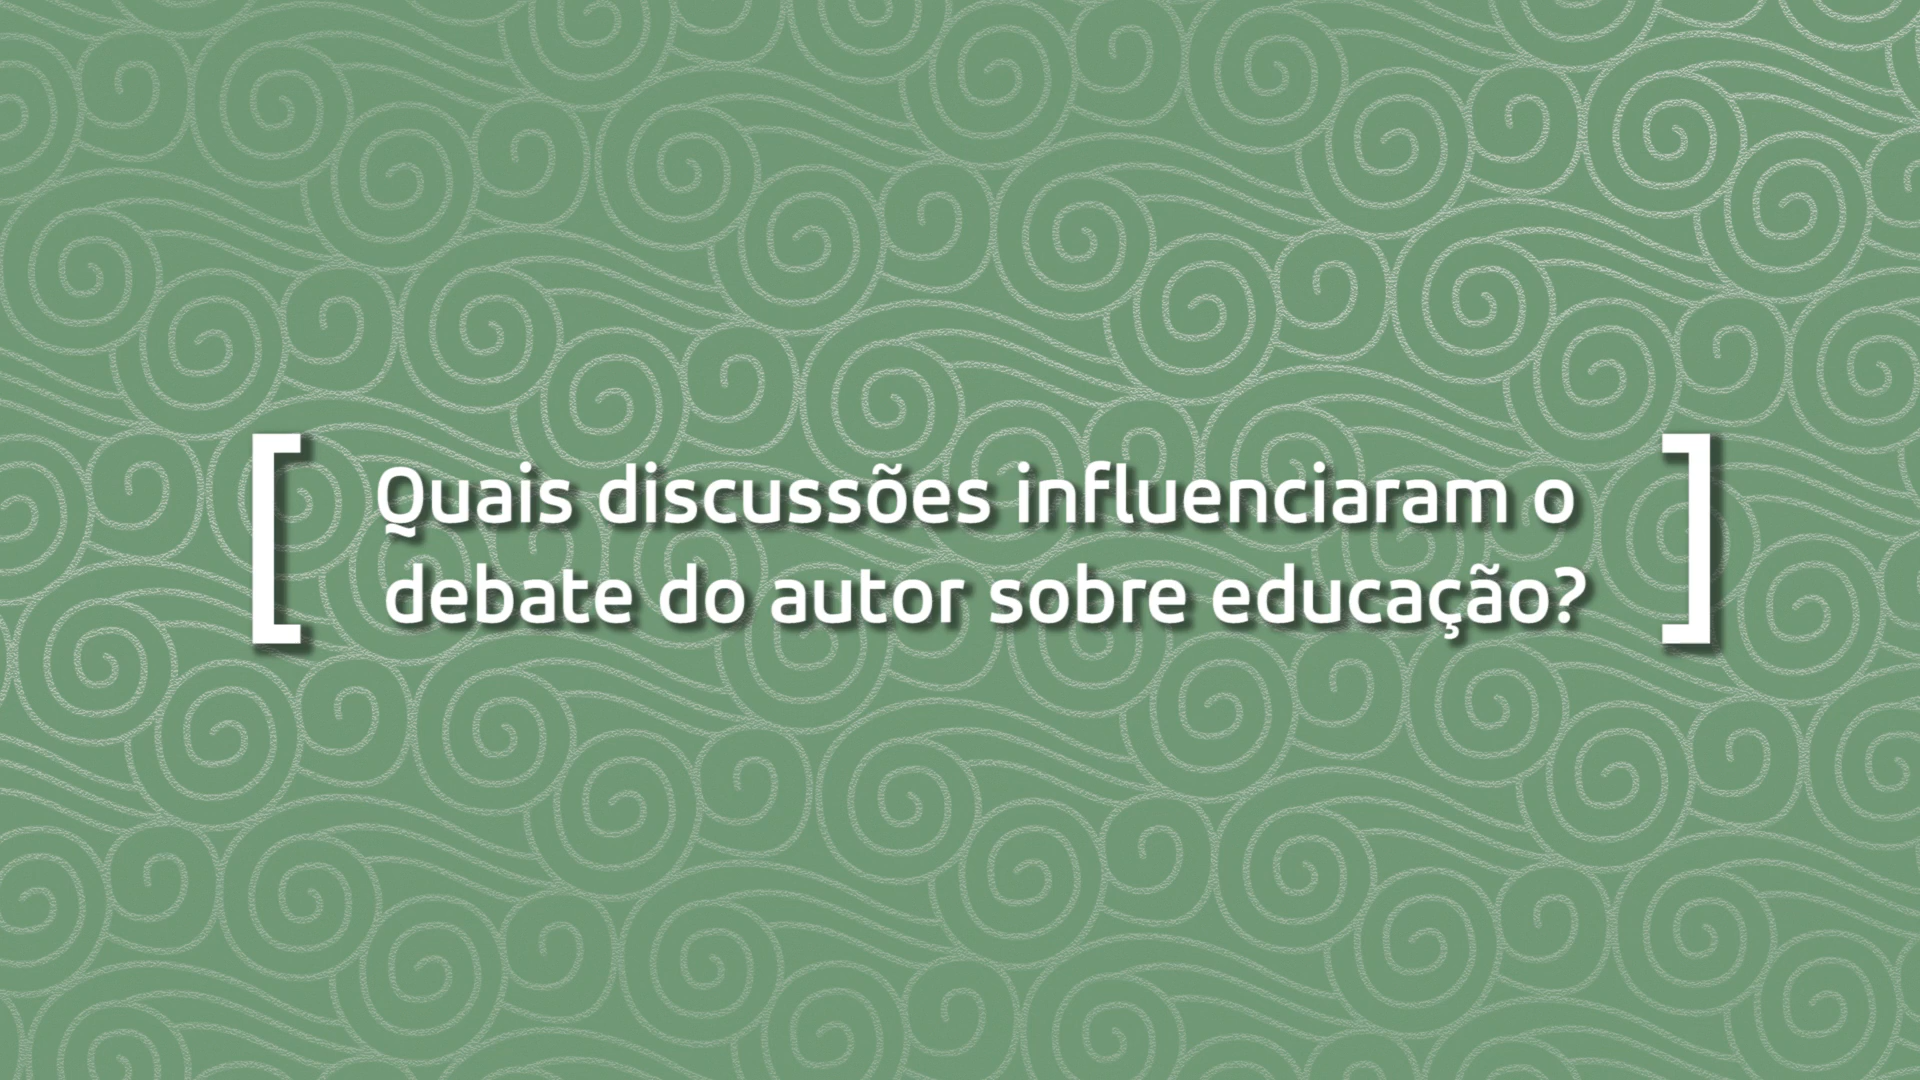 [ Quais discussões influenciaram o
debate do autor sobre educação? ]